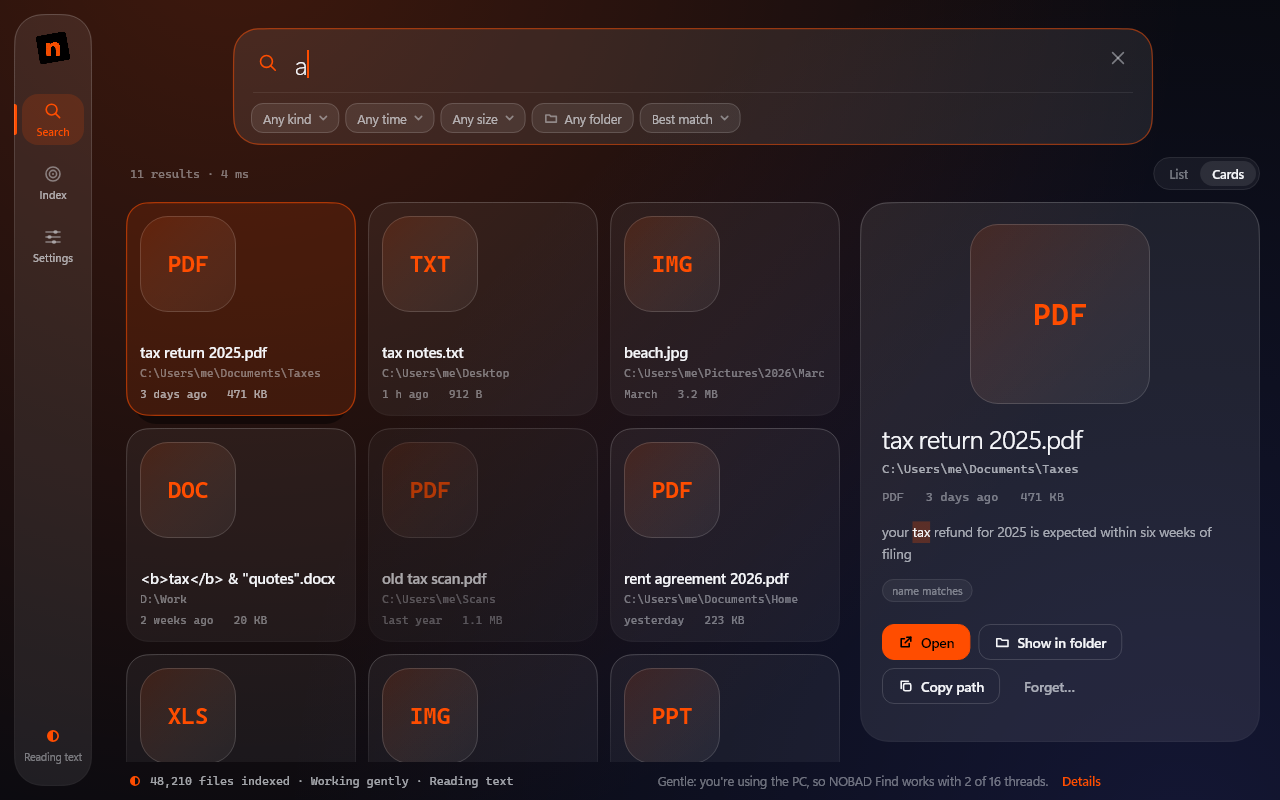 n
Search
Index
Settings
Reading text
a
Any kind
Any time
Any size
Any folder
Best match
11 results · 4 ms
List
Cards
PDF
tax return 2025.pdf
C:\Users\me\Documents\Taxes
3 days ago 471 KB
TXT
tax notes.txt
C:\Users\me\Desktop
1 h ago 912 B
IMG
beach.jpg
C:\Users\me\Pictures\2026\Marc
March 3.2 MB
DOC
<b>tax</b> & "quotes".docx
D:\Work
2 weeks ago 20 KB
PDF
old tax scan.pdf
C:\Users\me\Scans
last year 1.1 MB
PDF
rent agreement 2026.pdf
C:\Users\me\Documents\Home
yesterday 223 KB
XLS
IMG
PPT
PDF
tax return 2025.pdf
C:\Users\me\Documents\Taxes
PDF 3 days ago 471 KB
your tax refund for 2025 is expected within six weeks of
filing
name matches
Open
Show in folder
Copy path
Forget...
48,210 files indexed · Working gently · Reading text
Gentle: you're using the PC, so NOBAD Find works with 2 of 16 threads.
Details